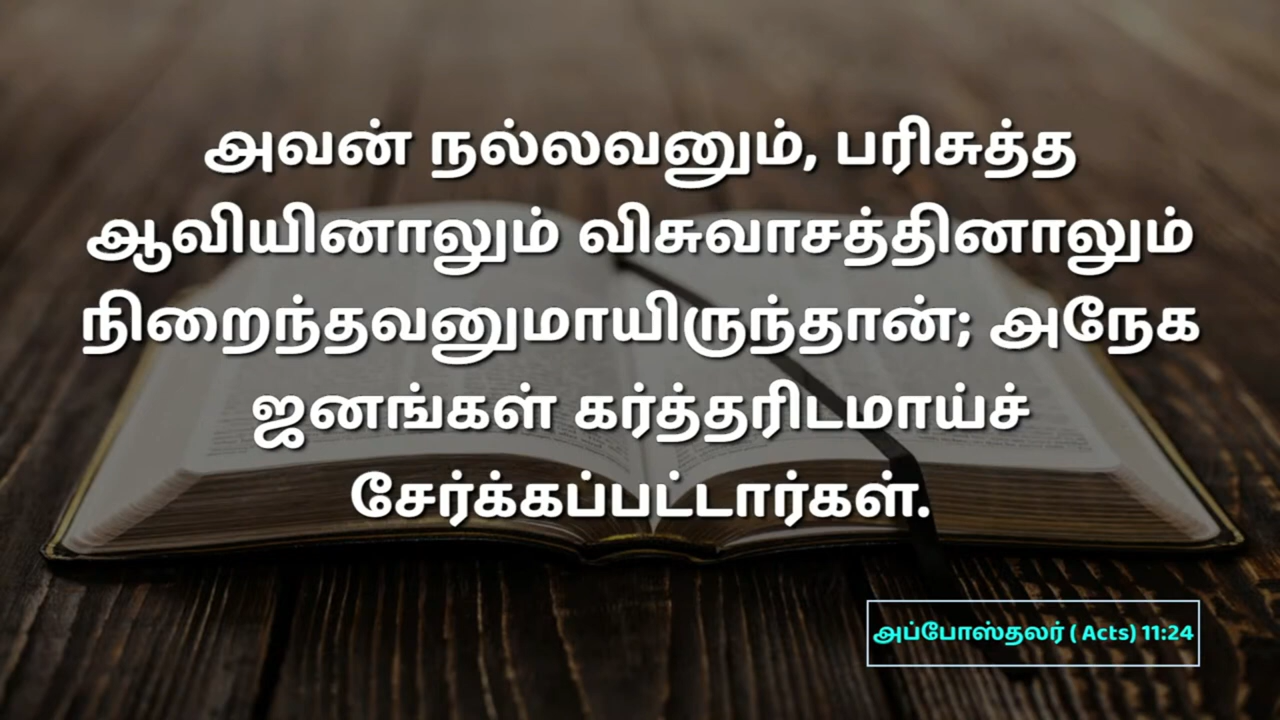 அவன் நல்லவனும், பரிசுத்த
ஆவியினாலும் விசுவாசத்தினாலும்
நிறைந்தவனுமாயிருந்தான்; அநேக
ஜனங்கள் கர்த்தரிடமாய்ச்
சேர்க்கப்பட்டார்கள்.
அப்போஸ்தலர் ( Acts) 11:24